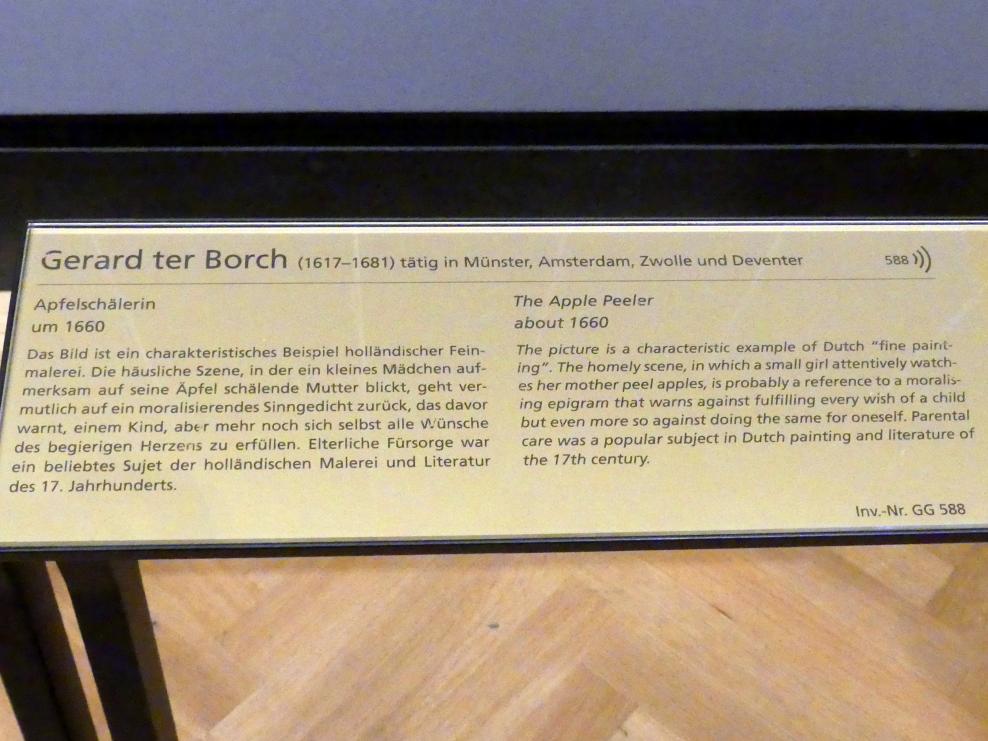 Gerard ter Borch (1617–1681) tätig in Münster, Amsterdam, Zwolle und Deventer 588
Apfelschälerin
um 1660
Das Bild ist ein charakteristisches Beispiel holländischer Fein-
malerei. Die häusliche Szene, in der ein kleines Mädchen auf-
merksam auf seine Äpfel schälende Mutter blickt, geht ver-
mutlich auf ein moralisierendes Sinngedicht zurück, das davor
warnt, einem Kind, aber mehr noch sich selbst alle Wünsche
des begierigen Herzens zu erfüllen. Elterliche Fürsorge war
ein beliebtes Sujet der holländischen Malerei und Literatur
des 17. Jahrhunderts.
The Apple Peeler
about 1660
The picture is a characteristic example of Dutch "fine paint-
ing". The homely scene, in which a small girl attentively watch-
es her mother peel apples, is probably a reference to a moralis-
ing epigram that warns against fulfilling every wish of a child
but even more so against doing the same for oneself. Parental
care was a popular subject in Dutch painting and literature of
the 17th century.
Inv.-Nr. GG 588